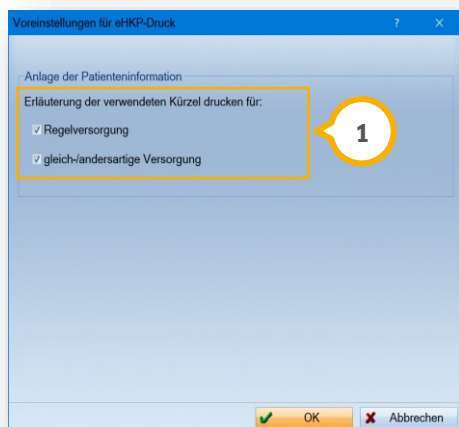 Voreinstellungen für eHKP-Druck ? ×
Anlage der Patienteninformation
Erläuterung der verwendeten Kürzel drucken für:
Regelversorgung
gleich-/andersartige Versorgung
1
OK Abbrechen